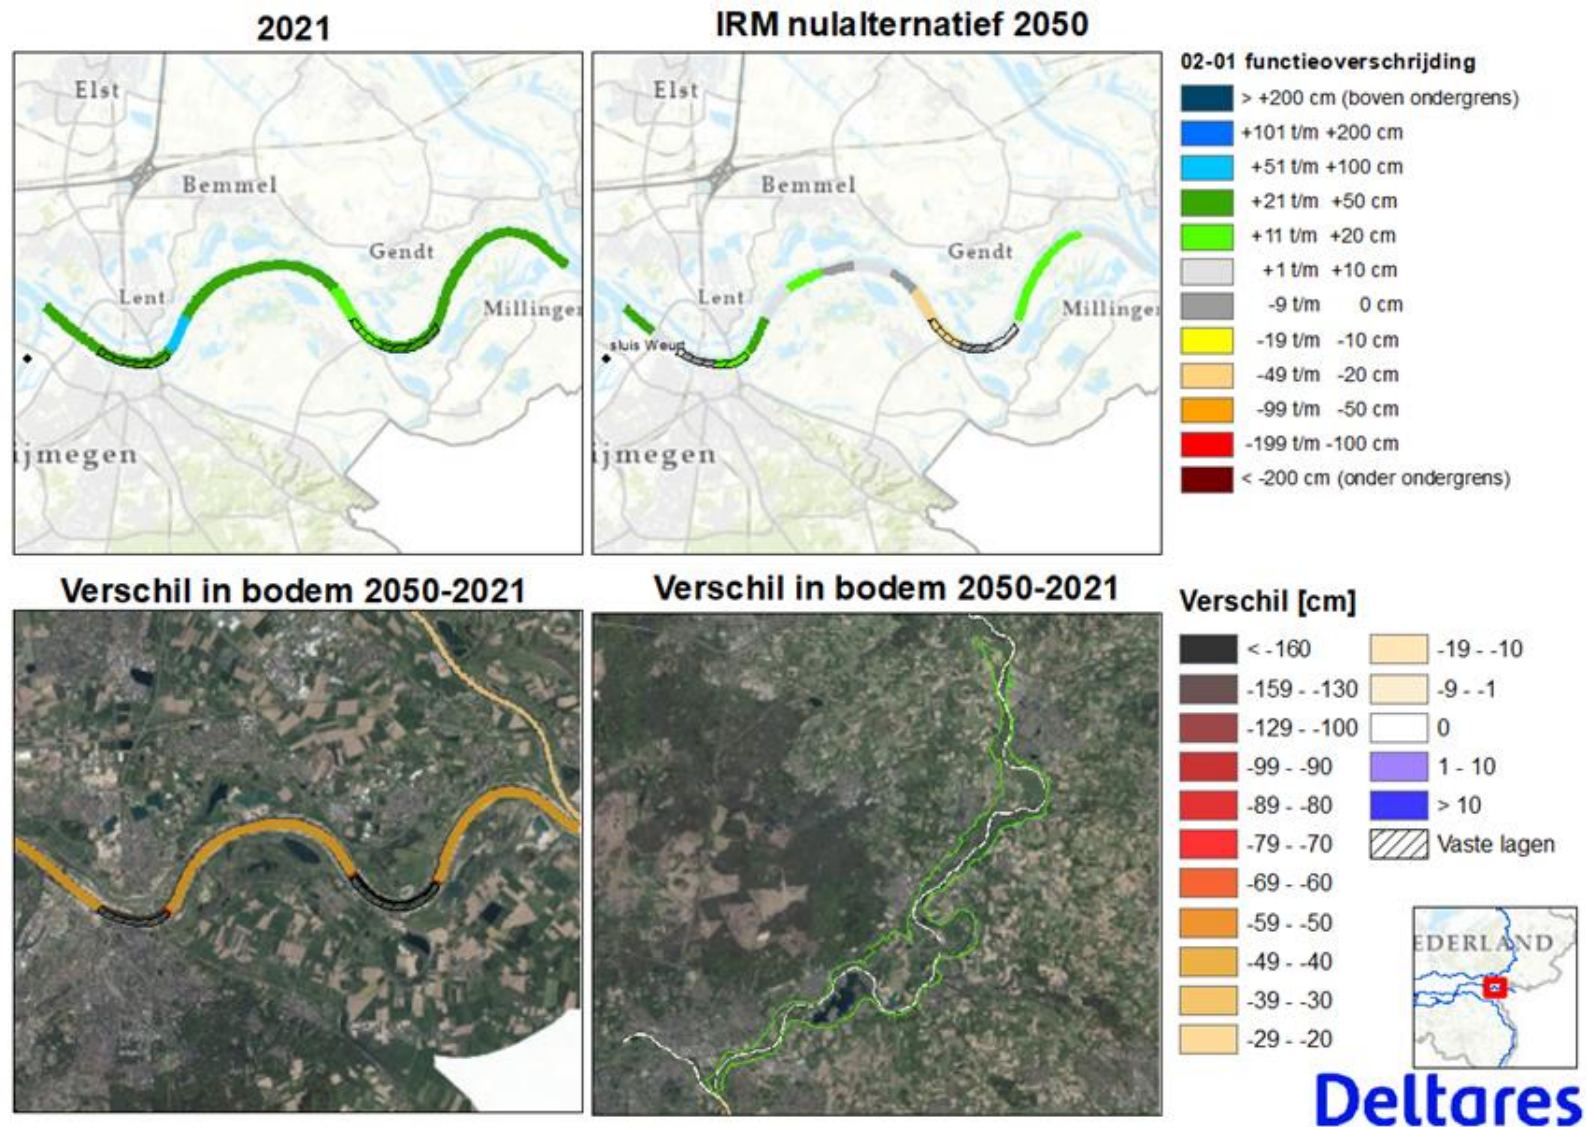 2021
IRM nulalternatief 2050
Elst
Bemmel
Gendt
Lent
Millingen
ijmegen
Elst
Bemmel
Gendt
Lent
Millinge
sluis Weurt
ijmegen
02-01 functieoverschrijding
> +200 cm (boven ondergrens)
+101 t/m +200 cm
+51 t/m +100 cm
+21 t/m +50 cm
+11 t/m +20 cm
+1 t/m +10 cm
-9 t/m 0 cm
-19 t/m -10 cm
-49 t/m -20 cm
-99 t/m -50 cm
-199 t/m -100 cm
< -200 cm (onder ondergrens)
Verschil in bodem 2050-2021
Verschil in bodem 2050-2021
Verschil [cm]
< -160
-159 - -130
-129 - -100
-99 - -90
-89 - -80
-79 - -70
-69 - -60
-59 - -50
-49 - -40
-39 - -30
-29 - -20
-19 - -10
-9 - -1
0
1 - 10
> 10
Vaste lagen
EDERLAND
Deltares